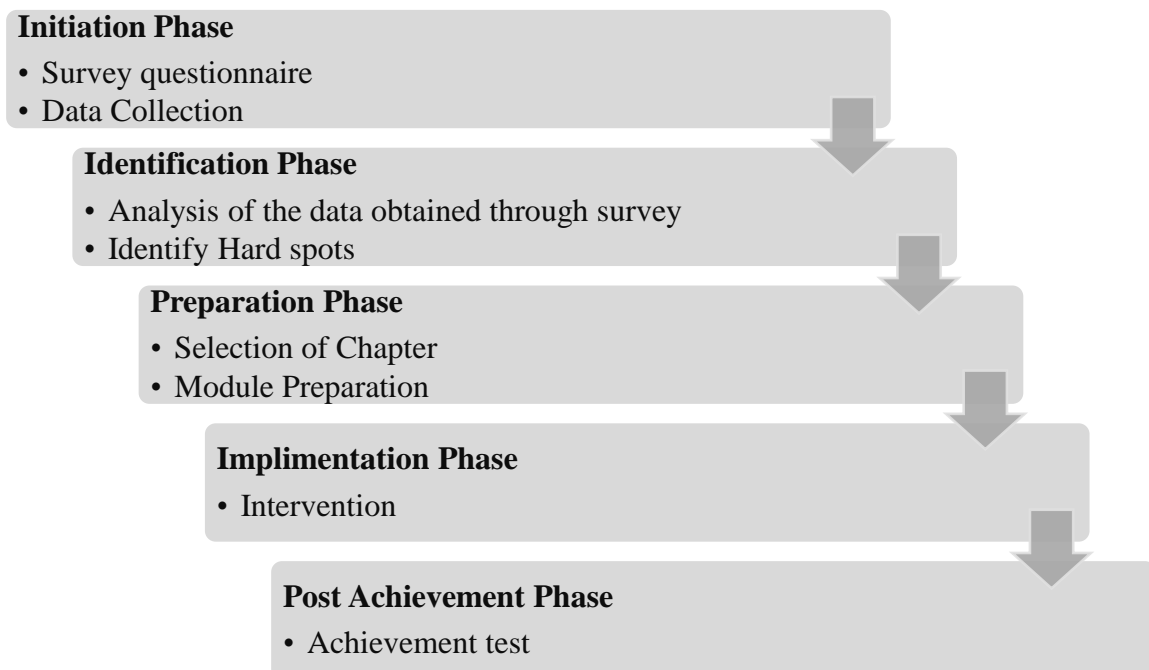 Initiation Phase
• Survey questionnaire
• Data Collection
Identification Phase
• Analysis of the data obtained through survey
• Identify Hard spots
Preparation Phase
• Selection of Chapter
• Module Preparation
Implimentation Phase
• Intervention
Post Achievement Phase
• Achievement test